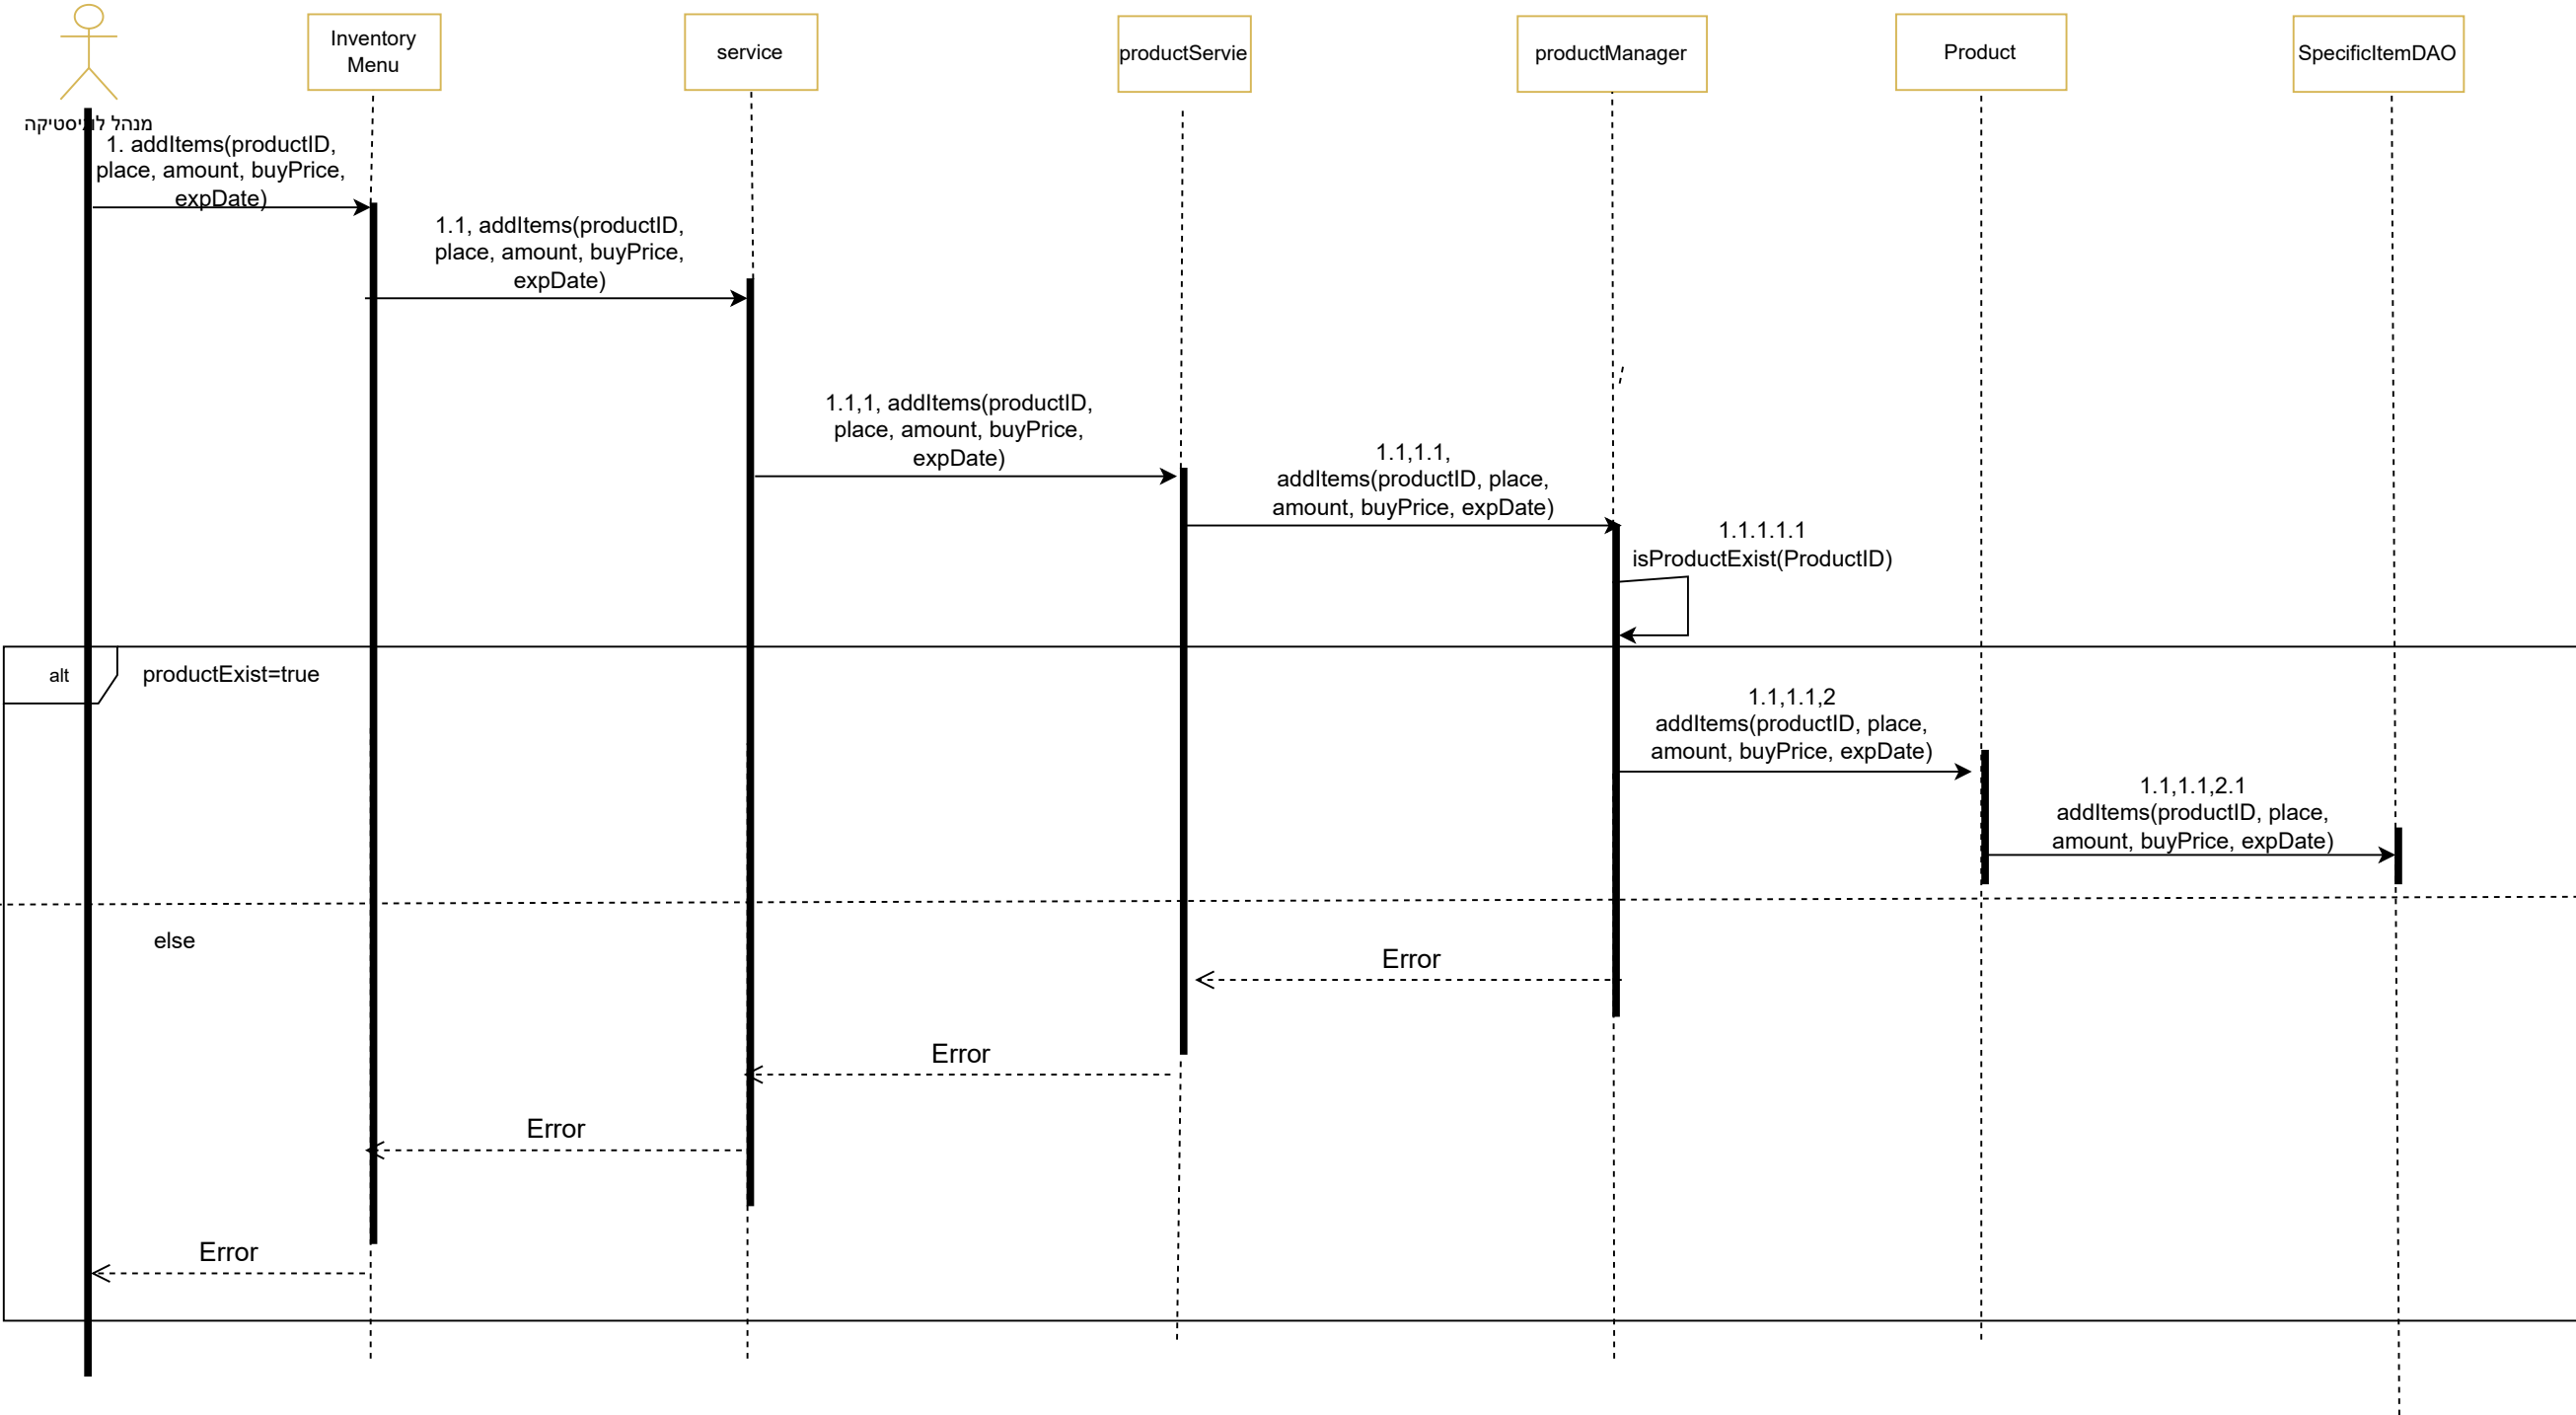 Inventory
Menu
service
productServie
productManager
Product
SpecificItemDAO
מנהל לוגיסטיקה
1. addItems(productID,
place, amount, buyPrice,
expDate)
1.1, addItems(productID,
place, amount, buyPrice,
expDate)
1.1,1, addItems(productID,
place, amount, buyPrice,
expDate)
1.1,1.1,
addItems(productID, place,
amount, buyPrice, expDate)
1.1.1.1.1
isProductExist(ProductID)
alt
productExist=true
1.1,1.1,2
addItems(productID, place,
amount, buyPrice, expDate)
1.1,1.1,2.1
addItems(productID, place,
amount, buyPrice, expDate)
else
Error
Error
Error
Error